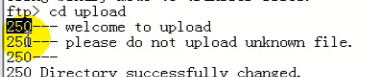 ftp> cd upload
250--- welcome to upload
250--- please do not upload unknown file.
250---
250 Directory successfully changed.